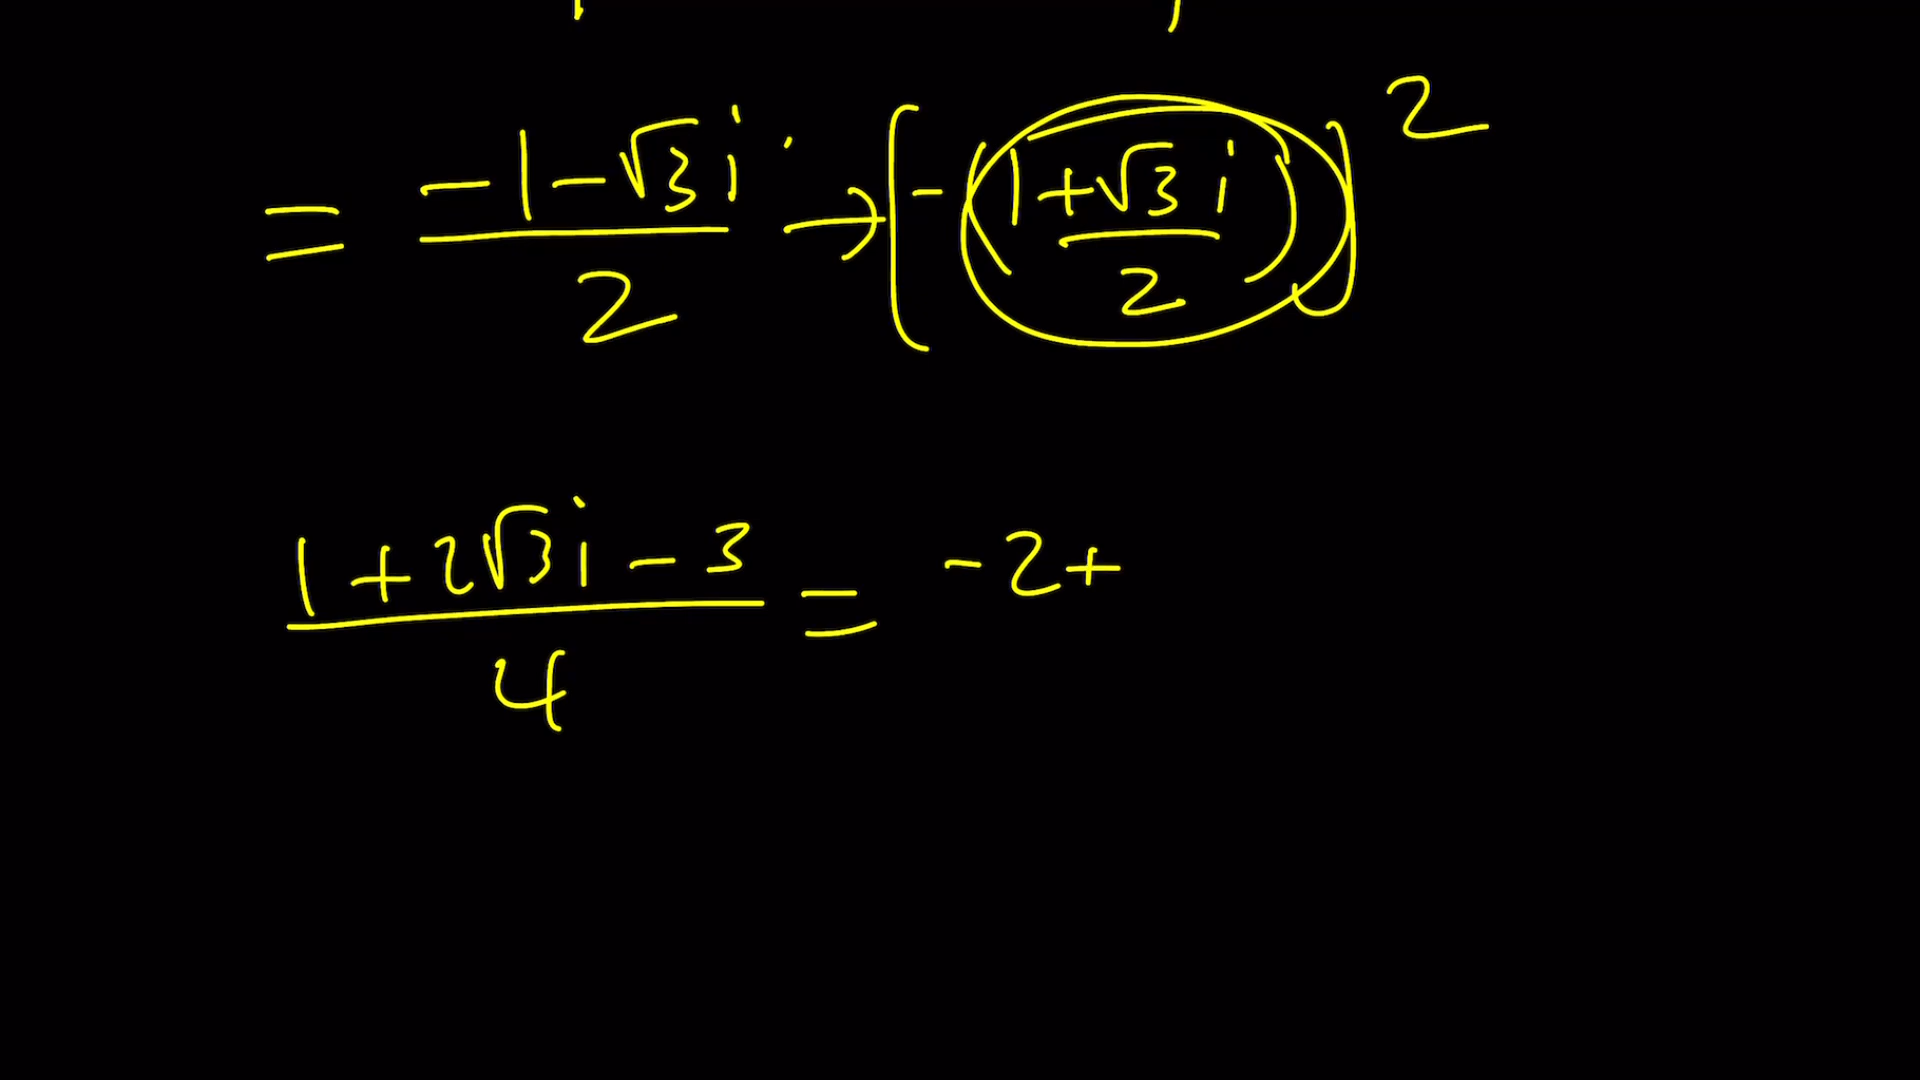 = (-1-√3i)/2 → [-((1+√3i)/2)]²
(1+2√3i-3)/4 = -2+